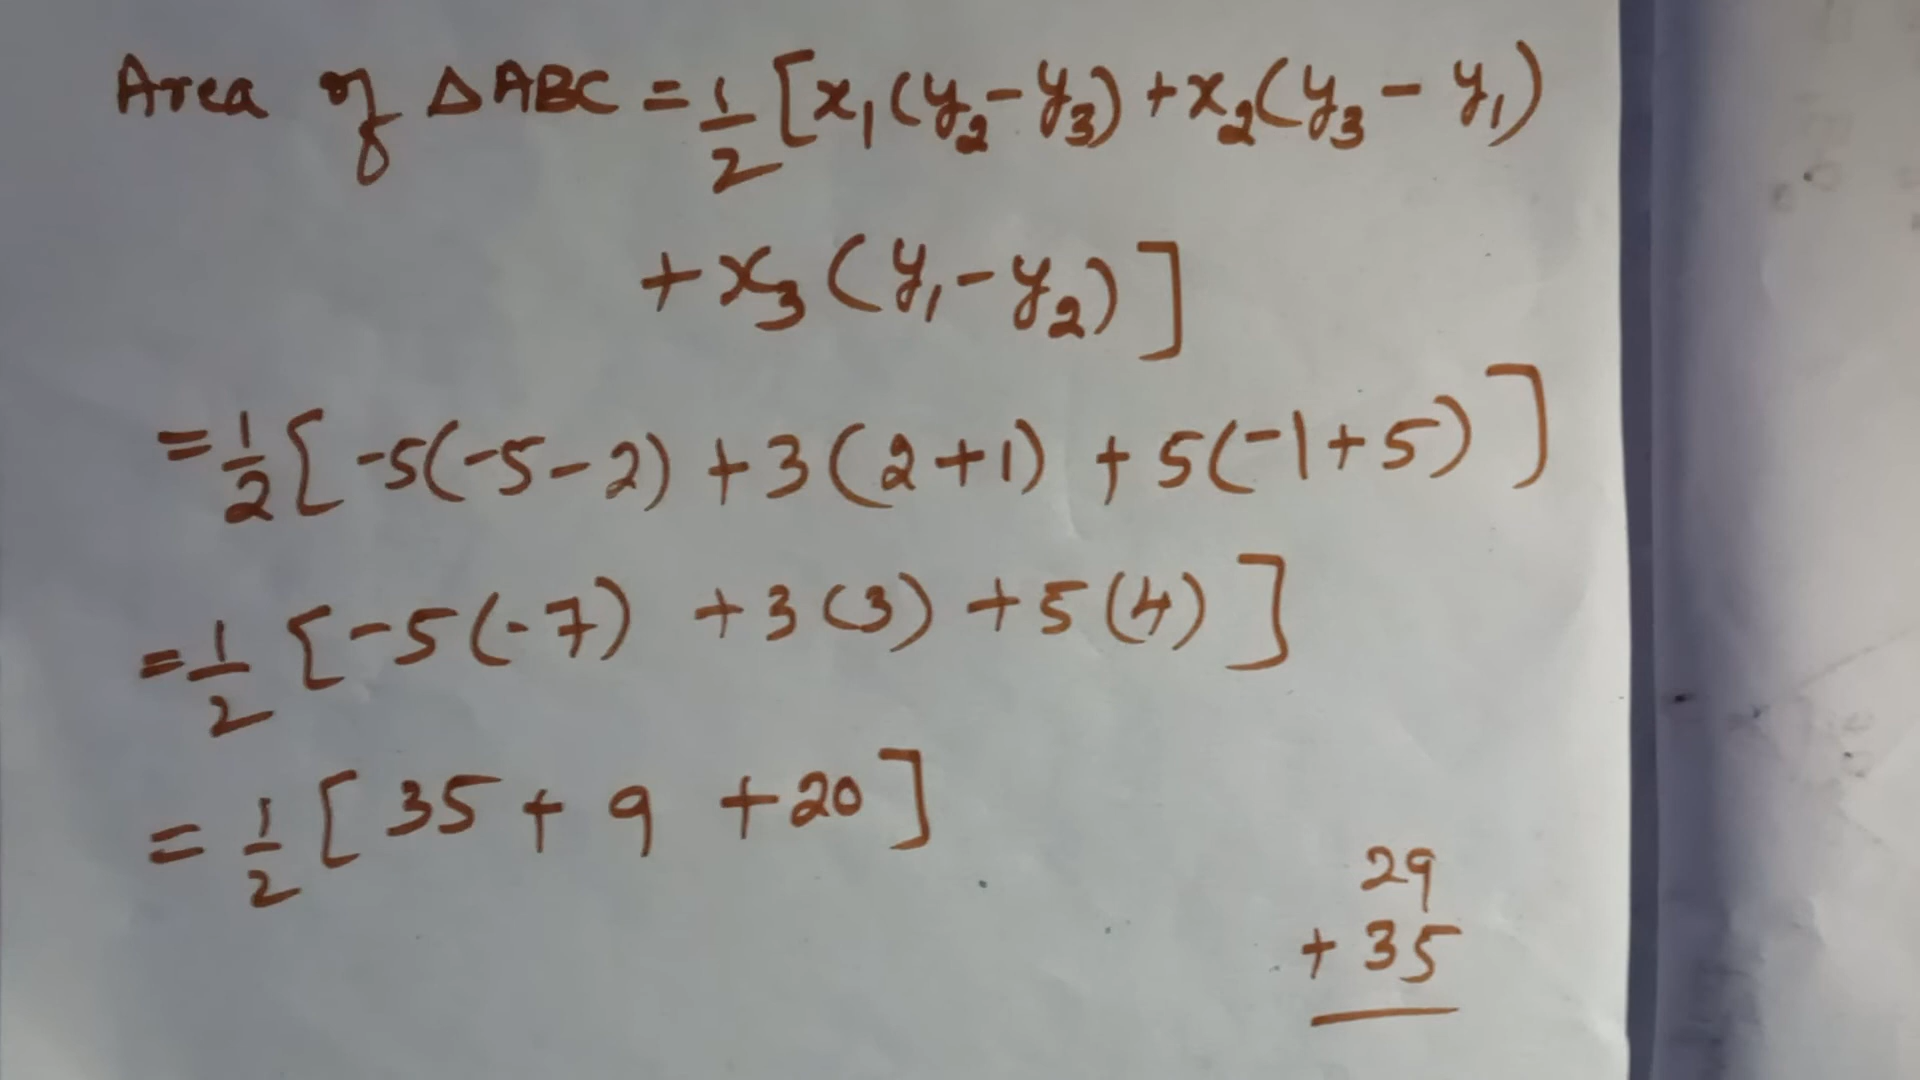 Area of △ABC = 1/2 [x₁(y₂-y₃)+x₂(y₃-y₁)
+x₃(y₁-y₂)]
=1/2[-5(-5-2)+3(2+1)+5(-1+5)]
=1/2[-5(-7)+3(3)+5(4)]
=1/2[35+9+20]
29
+35